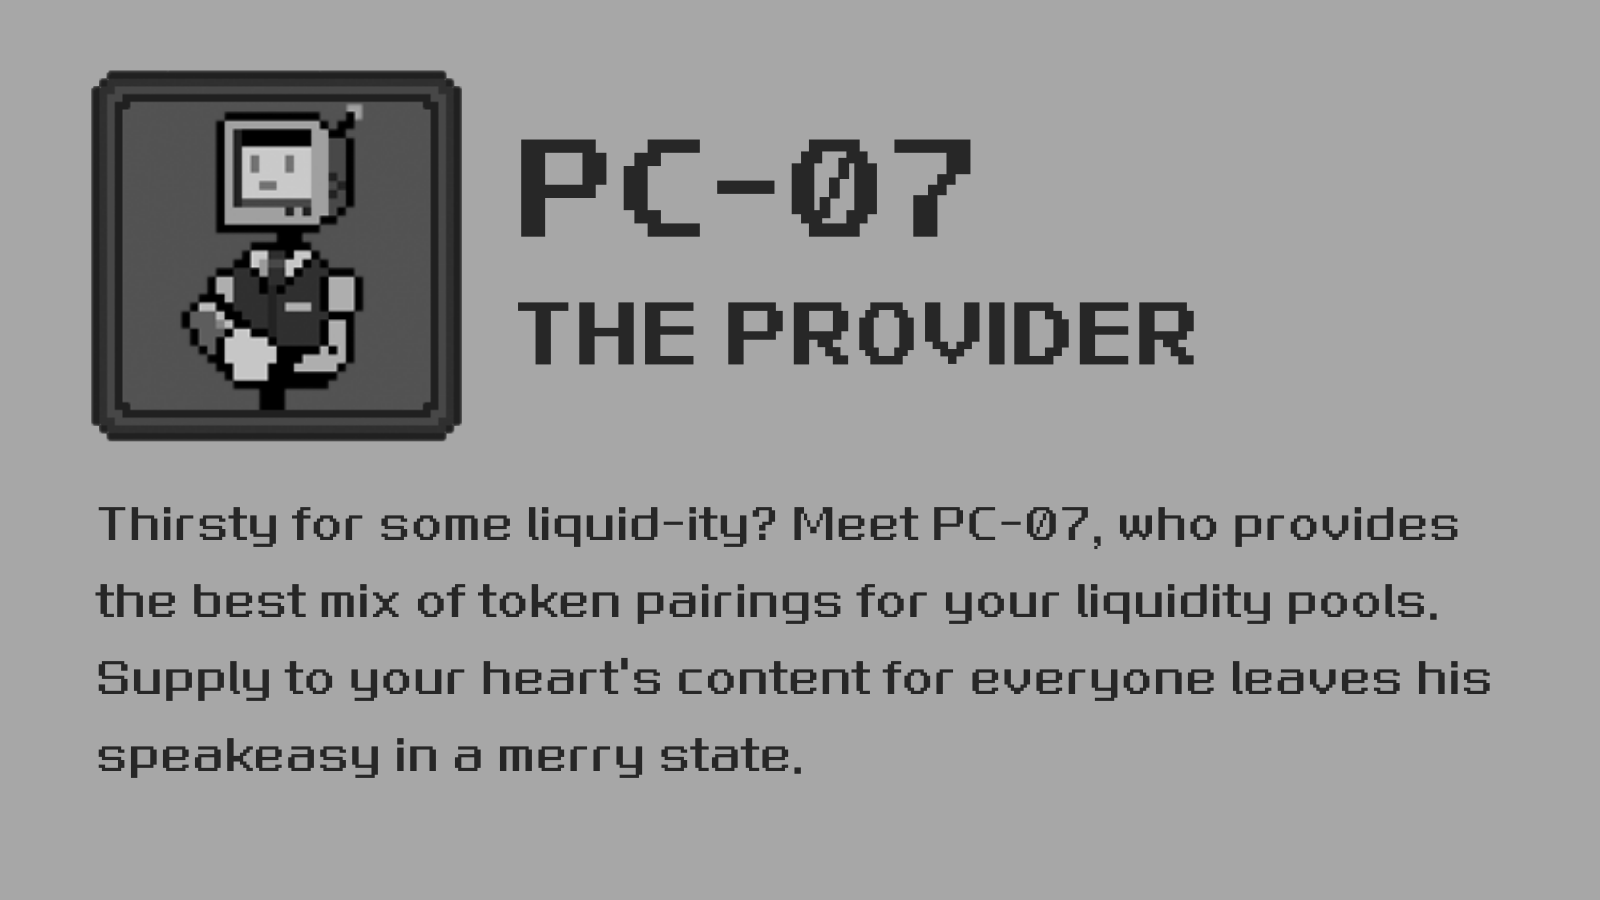 PC-07
THE PROVIDER
Thirsty for some liquid-ity? Meet PC-07, who provides
the best mix of token pairings for your liquidity pools.
Supply to your heart's content for everyone leaves his
speakeasy in a merry state.